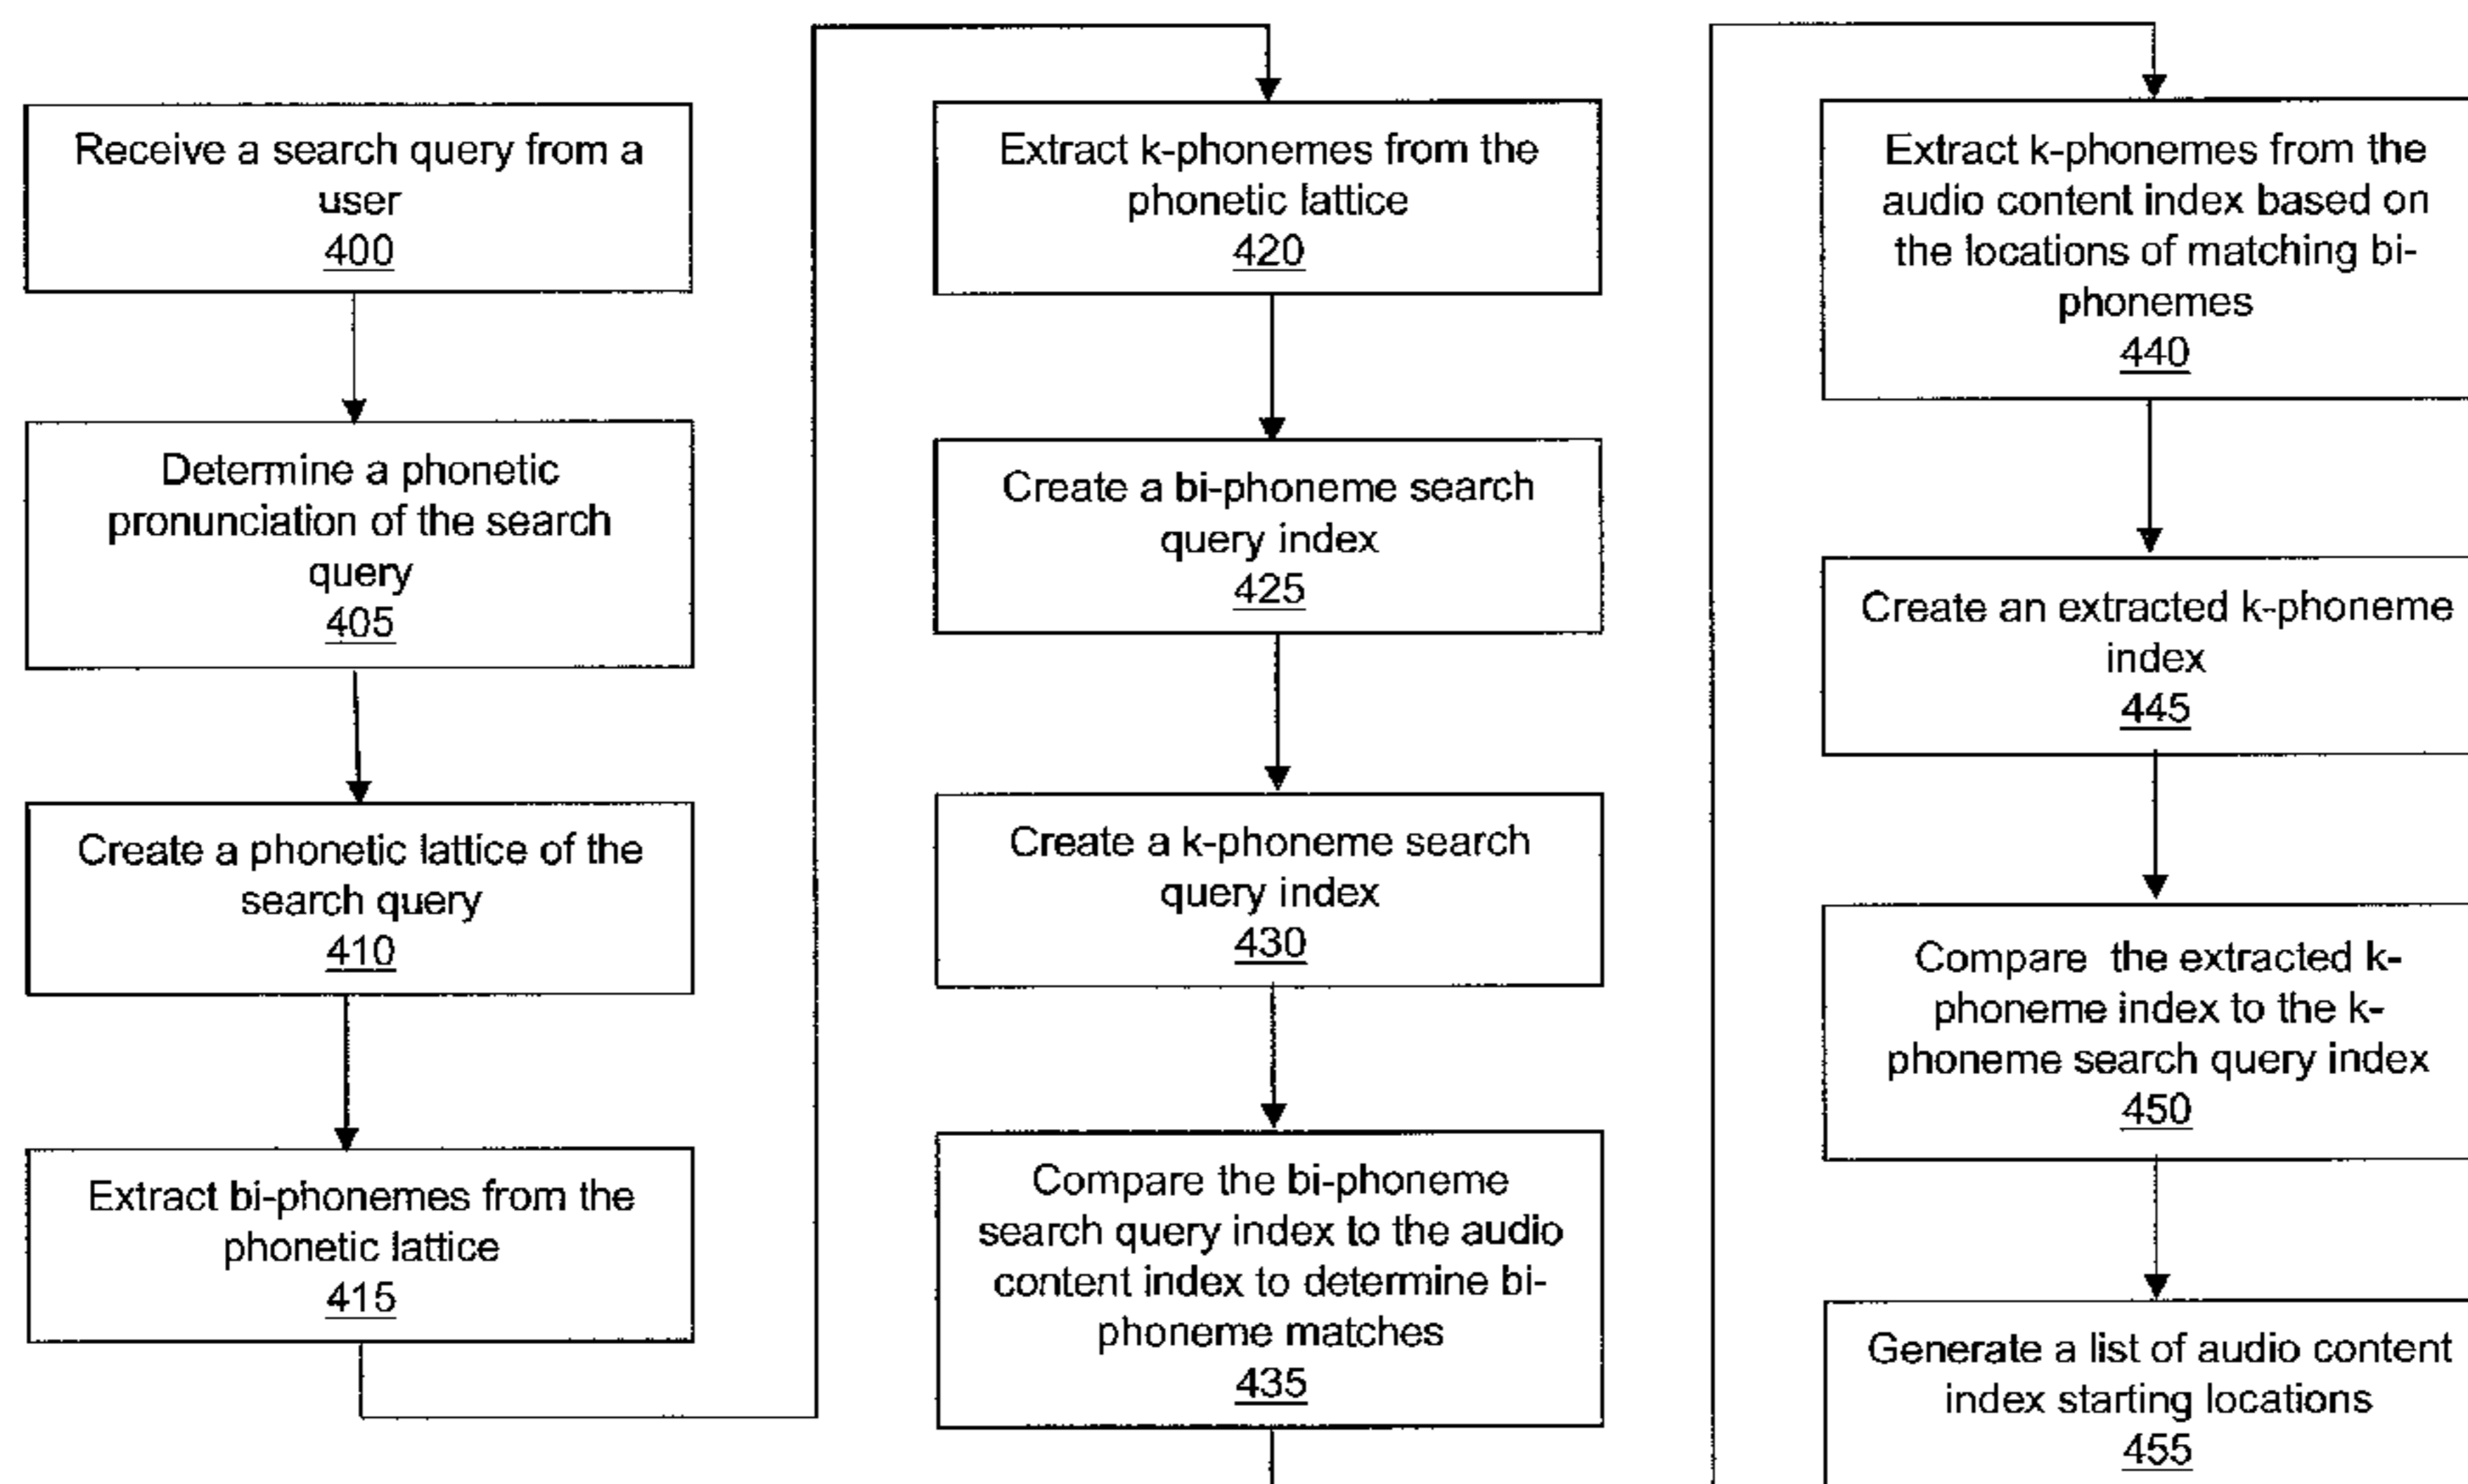 Receive a search query from a
user
400
Determine a phonetic
pronunciation of the search
query
405
Create a phonetic lattice of the
search query
410
Extract bi-phonemes from the
phonetic lattice
415
Extract k-phonemes from the
phonetic lattice
420
Create a bi-phoneme search
query index
425
Create a k-phoneme search
query index
430
Compare the bi-phoneme
search query index to the audio
content index to determine bi-
phoneme matches
435
Extract k-phonemes from the
audio content index based on
the locations of matching bi-
phonemes
440
Create an extracted k-phoneme
index
445
Compare the extracted k-
phoneme index to the k-
phoneme search query index
450
Generate a list of audio content
index starting locations
455